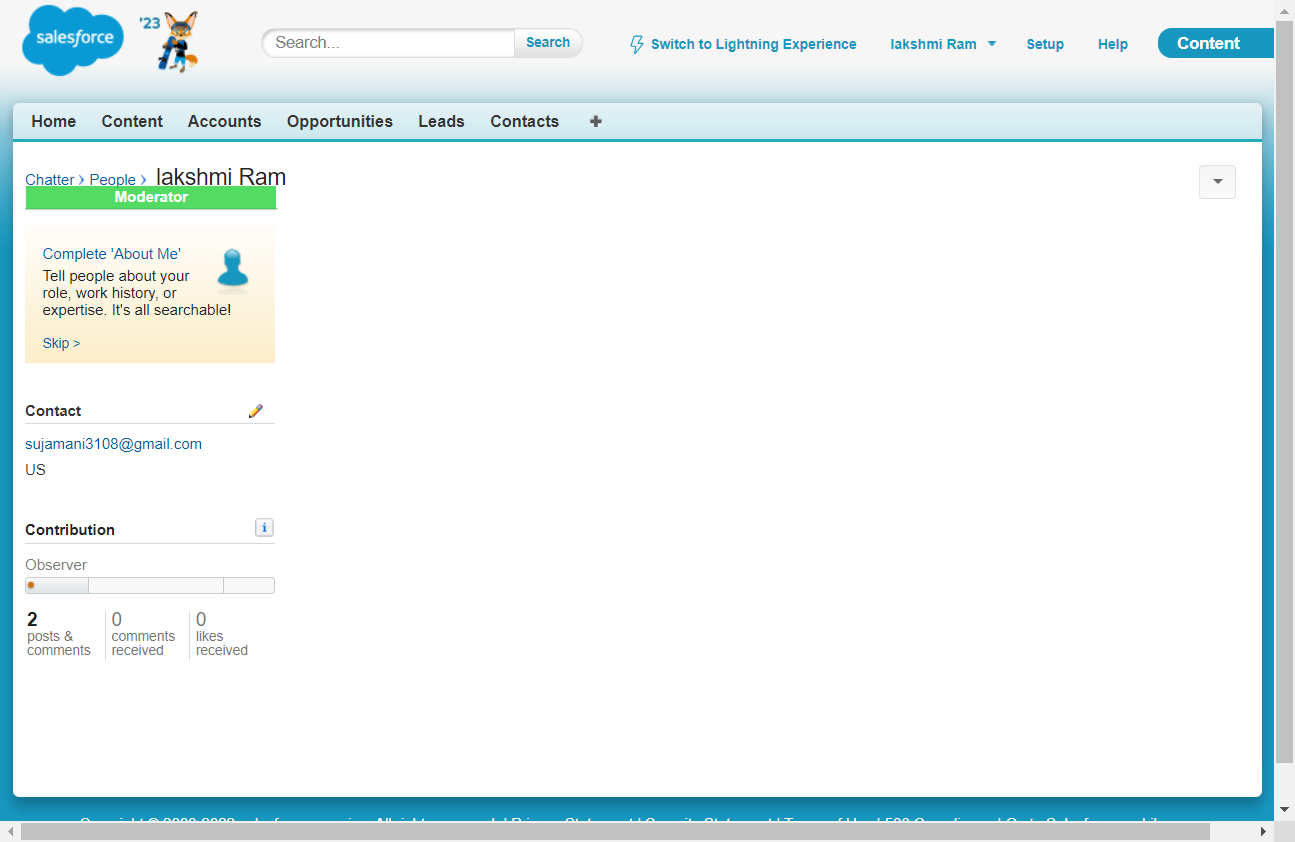 salesforce
'23
Search...
Search
Switch to Lightning Experience
lakshmi Ram
Setup
Help
Content
Home
Content
Accounts
Opportunities
Leads
Contacts
Chatter › People › lakshmi Ram
Moderator
Complete 'About Me'
Tell people about your
role, work history, or
expertise. It's all searchable!
Skip >
Contact
sujamani3108@gmail.com
US
Contribution
Observer
2
posts &
comments
0
comments
received
0
likes
received